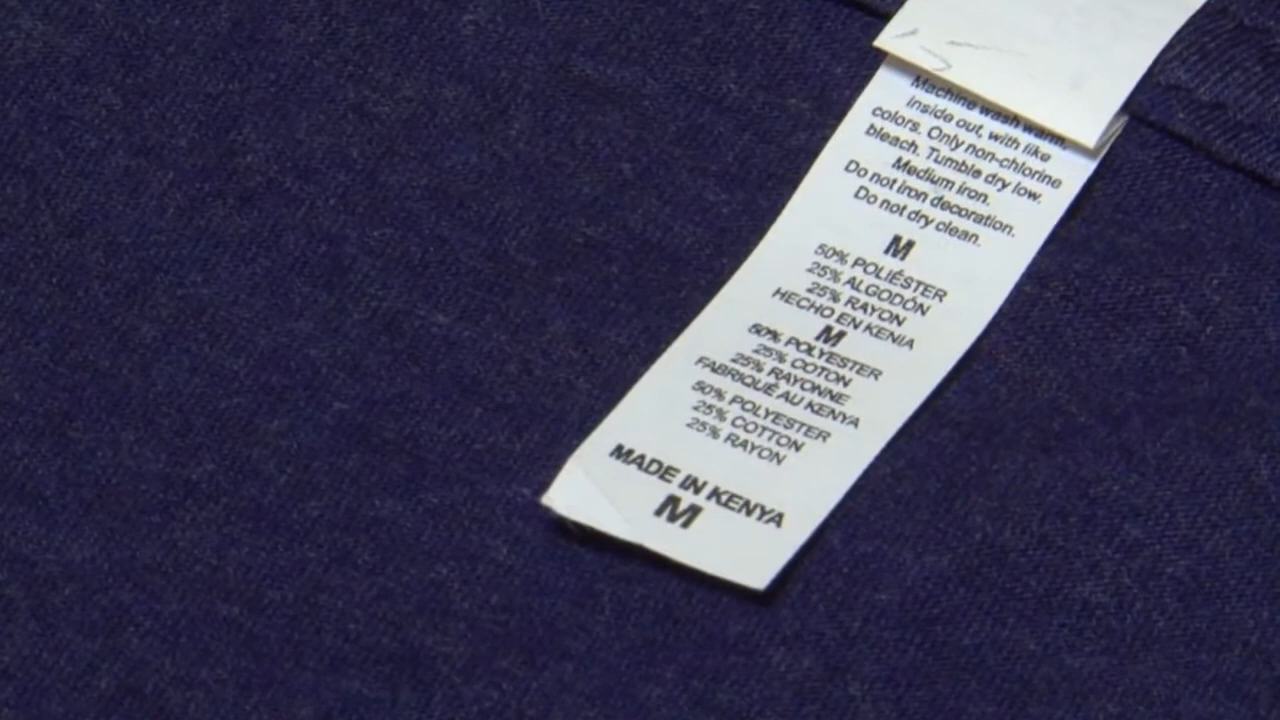 Machine wash warm,
inside out, with like
colors. Only non-chlorine
bleach. Tumble dry low.
Medium iron.
Do not iron decoration.
Do not dry clean.
M
50% POLIÉSTER
25% ALGODÓN
25% RAYON
HECHO EN KENIA
M
50% POLYESTER
25% COTON
25% RAYONNE
FABRIQUÉ AU KENYA
50% POLYESTER
25% COTTON
25% RAYON
MADE IN KENYA
M